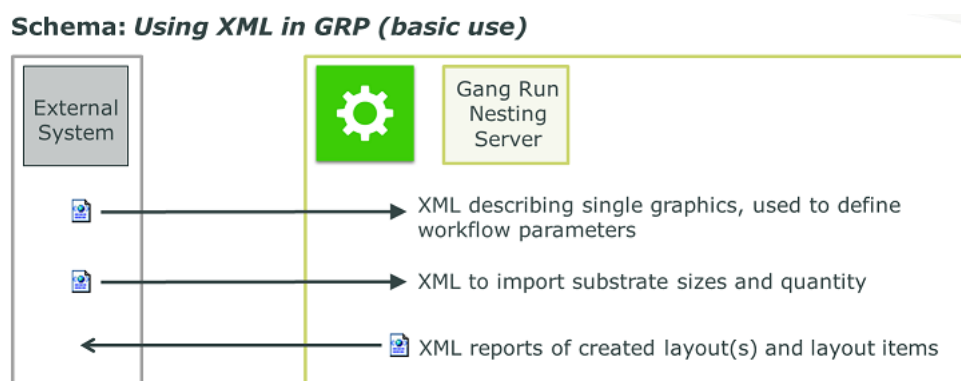 Schema: Using XML in GRP (basic use)
External
System
Gang Run
Nesting
Server
XML describing single graphics, used to define
workflow parameters
XML to import substrate sizes and quantity
XML reports of created layout(s) and layout items